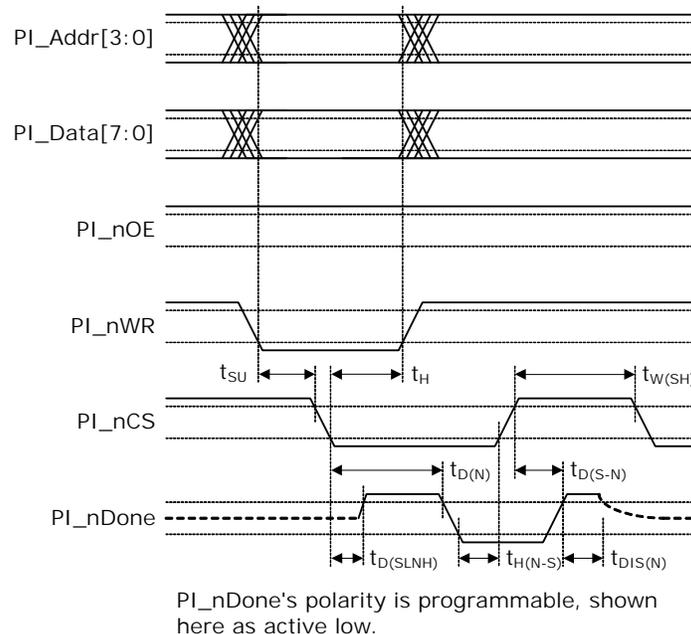 PI_Addr[3:0]
PI_Data[7:0]
PI_nOE
PI_nWR
tSU
tH
tW(SH)
PI_nCS
tD(N)
tD(S-N)
PI_nDone
tD(SLNH)
tH(N-S)
tDIS(N)
PI_nDone's polarity is programmable, shown
here as active low.